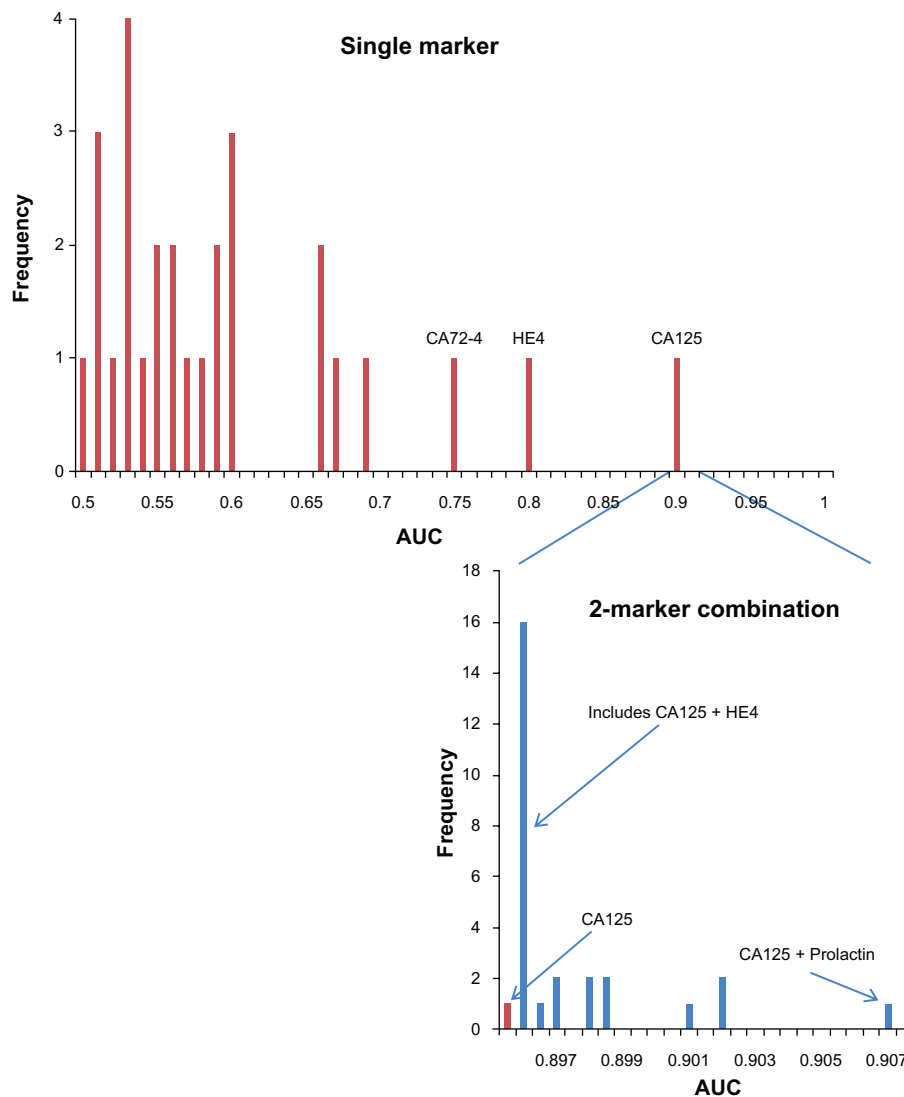 Single marker
Frequency
4
3
2
1
0
CA72-4
HE4
CA125
0.5 0.55 0.6 0.65 0.7 0.75 0.8 0.85 0.9 0.95 1
AUC
2-marker combination
Frequency
18
16
14
12
10
8
6
4
2
0
Includes CA125 + HE4
CA125
CA125 + Prolactin
0.897 0.899 0.901 0.903 0.905 0.907
AUC